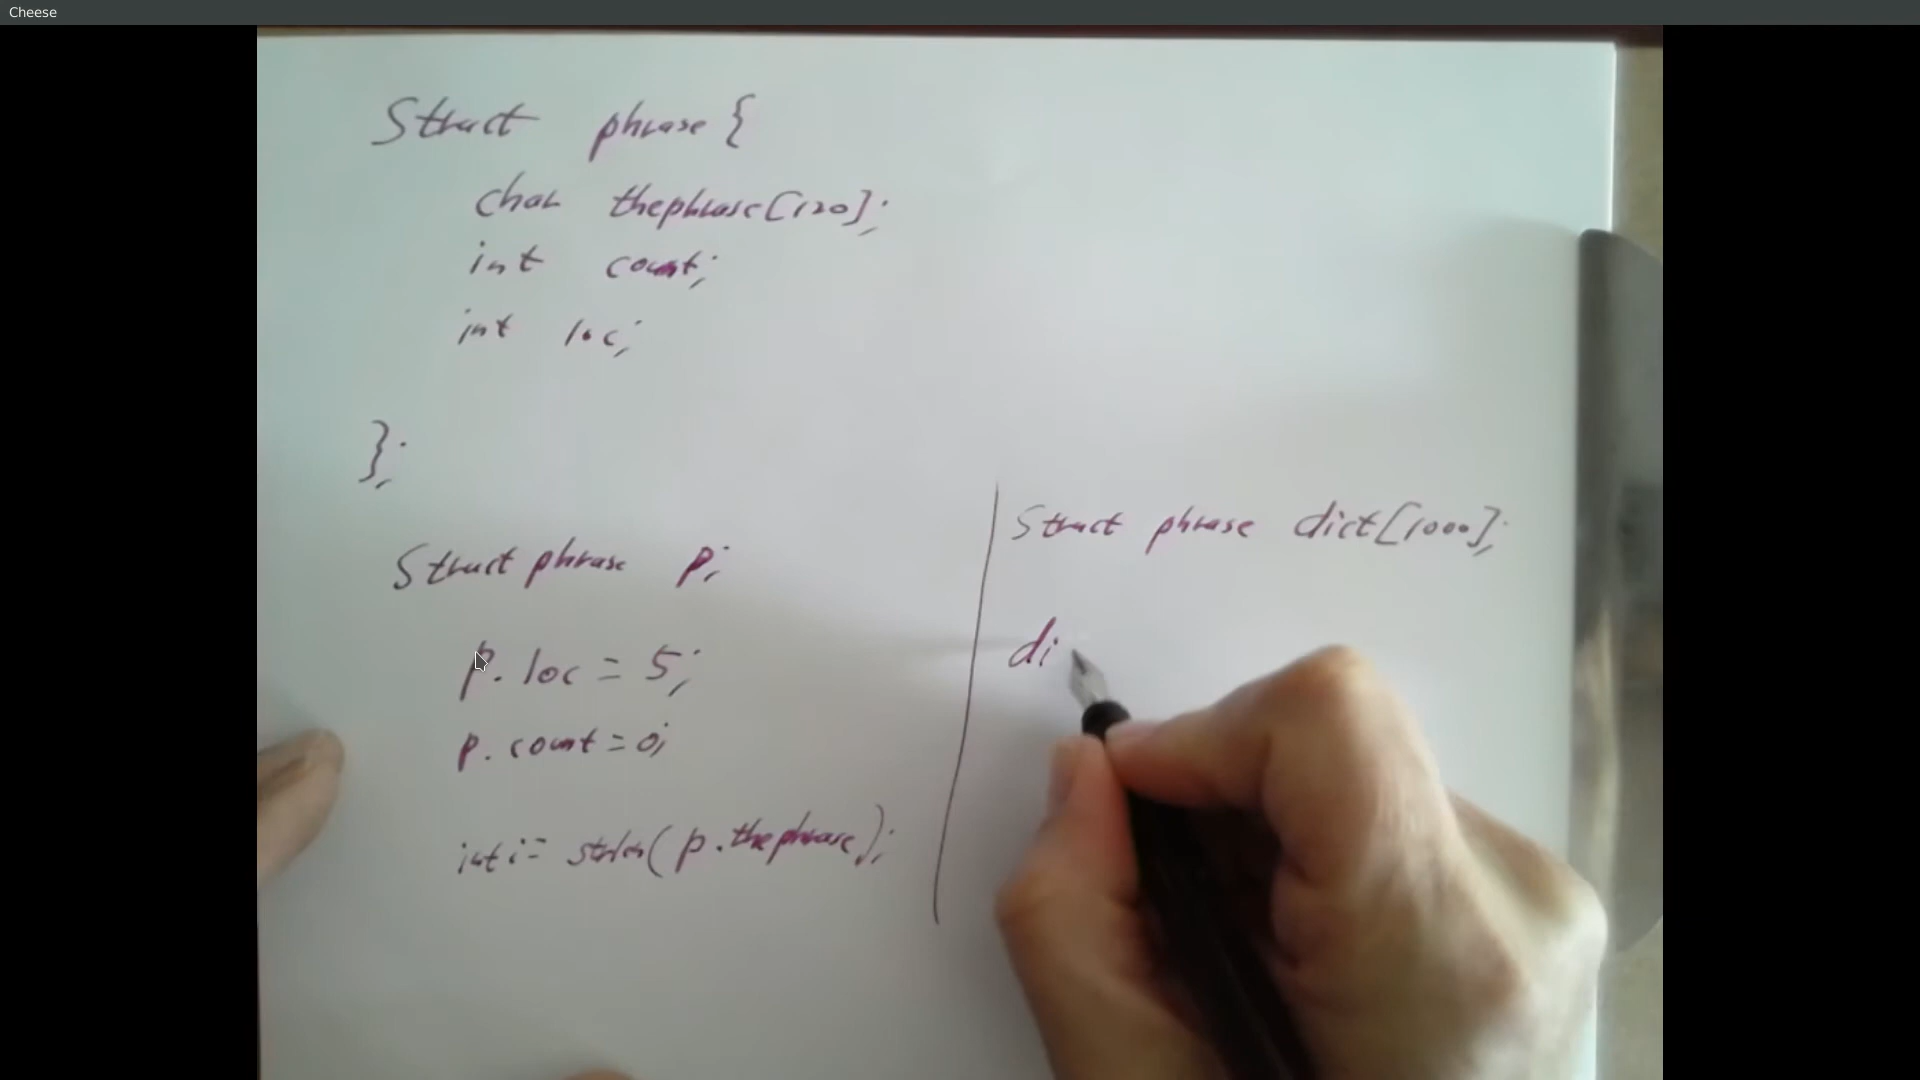 Cheese
Struct phrase {
char thephrase[120];
int count;
int loc;
};
Struct phrase p;
p. loc = 5;
p. count = 0;
int i = strlen( p.thephrase);
Struct phrase dict[1000];
di